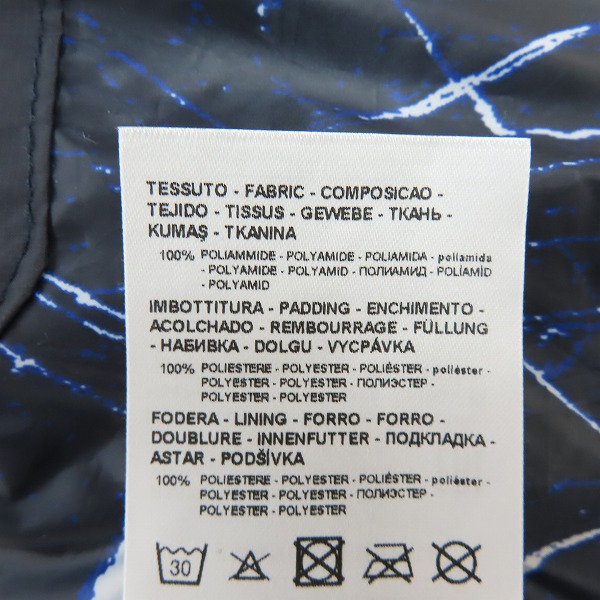 TESSUTO - FABRIC - COMPOSICAO -
TEJIDO - TISSUS - GEWEBE - ТКАНЬ -
KUMAŞ - TKANINA
100% POLIAMMIDE - POLYAMIDE - POLIAMIDA - poliamida
- POLYAMIDE - POLYAMID - ПОЛИАМИД - POLİAMİD
- POLYAMID
IMBOTTITURA - PADDING - ENCHIMENTO -
ACOLCHADO - REMBOURRAGE - FÜLLUNG
- НАБИВКА - DOLGU - VYCPÁVKA
100% POLIESTERE - POLYESTER - POLIÉSTER - poliéster -
POLYESTER - POLYESTER - ПОЛИЭСТЕР -
POLYESTER - POLYESTER
FODERA - LINING - FORRO - FORRO -
DOUBLURE - INNENFUTTER - ПОДКЛАДКА -
ASTAR - PODŠÍVKA
100% POLIESTERE - POLYESTER - POLIÉSTER - poliéster -
POLYESTER - POLYESTER - ПОЛИЭСТЕР -
POLYESTER - POLYESTER
30